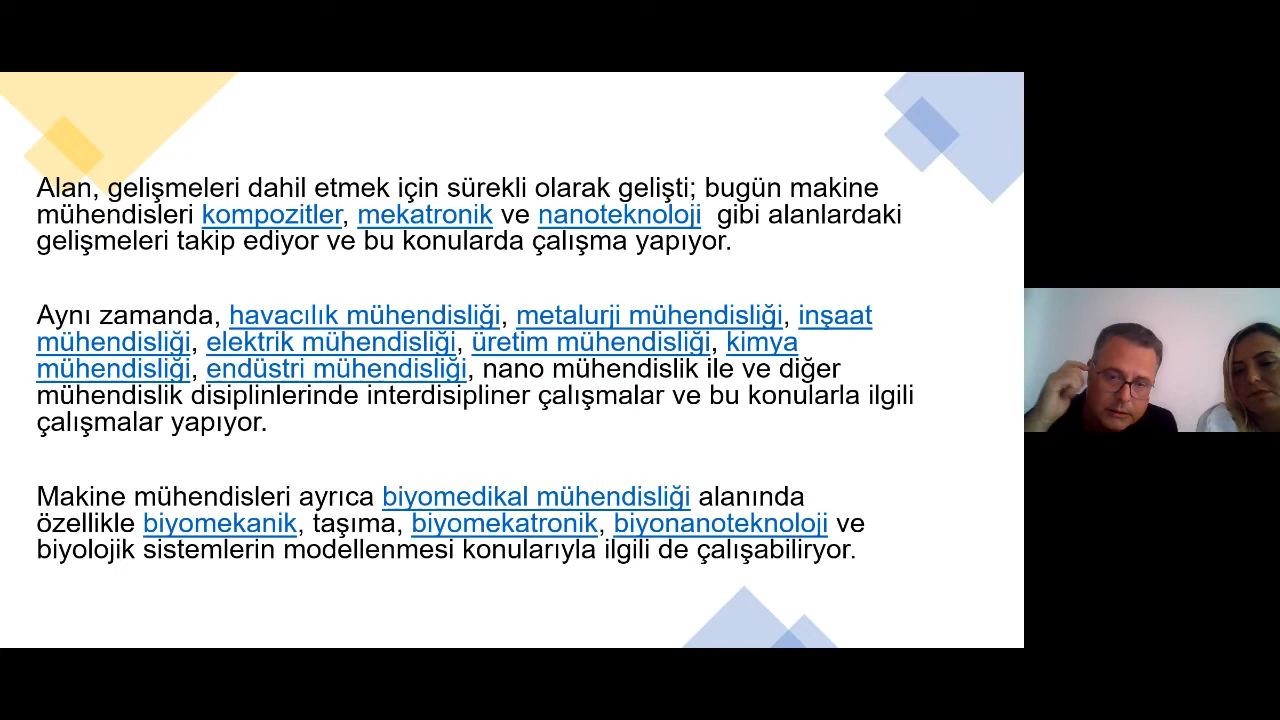 Alan, gelişmeleri dahil etmek için sürekli olarak gelişti; bugün makine
mühendisleri kompozitler, mekatronik ve nanoteknoloji gibi alanlardaki
gelişmeleri takip ediyor ve bu konularda çalışma yapıyor.
Aynı zamanda, havacılık mühendisliği, metalurji mühendisliği, inşaat
mühendisliği, elektrik mühendisliği, üretim mühendisliği, kimya
mühendisliği, endüstri mühendisliği, nano mühendislik ile ve diğer
mühendislik disiplinlerinde interdisipliner çalışmalar ve bu konularla ilgili
çalışmalar yapıyor.
Makine mühendisleri ayrıca biyomedikal mühendisliği alanında
özellikle biyomekanik, taşıma, biyomekatronik, biyonanoteknoloji ve
biyolojik sistemlerin modellenmesi konularıyla ilgili de çalışabiliryor.